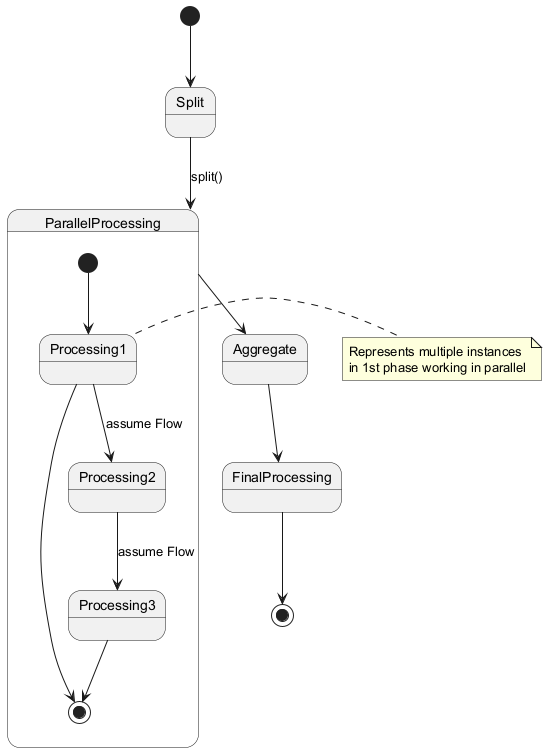 Split
split()
ParallelProcessing
Processing1
Aggregate
Represents multiple instances
in 1st phase working in parallel
assume Flow
Processing2
FinalProcessing
assume Flow
Processing3